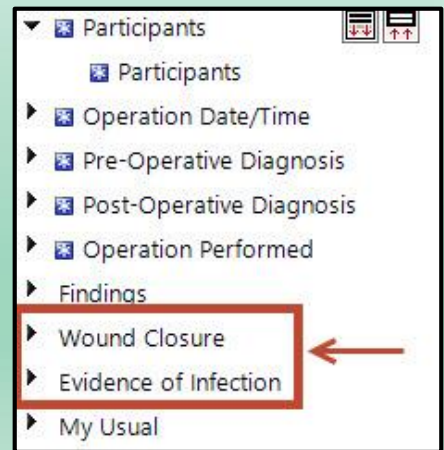 Participants
Participants
Operation Date/Time
Pre-Operative Diagnosis
Post-Operative Diagnosis
Operation Performed
Findings
Wound Closure
Evidence of Infection
My Usual